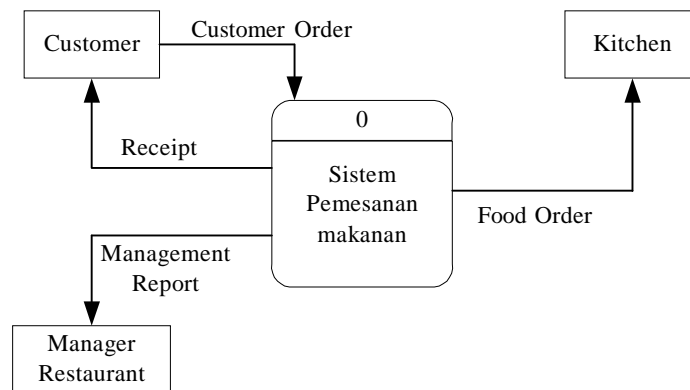 Customer
Customer Order
Kitchen
0
Receipt
Sistem
Pemesanan
makanan
Food Order
Management
Report
Manager
Restaurant